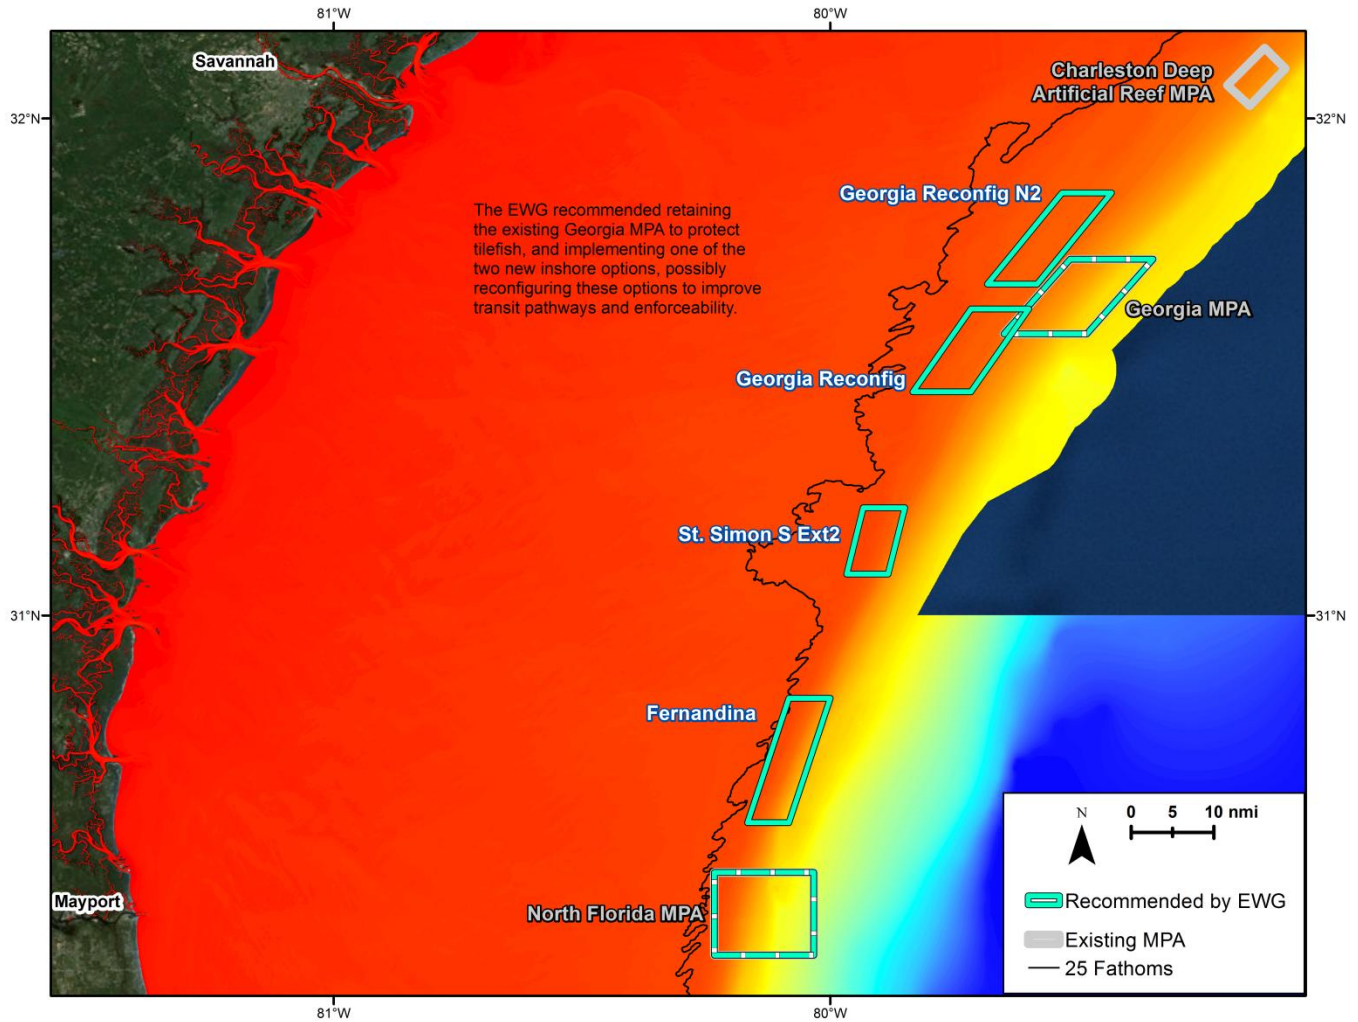 81°W
80°W
Savannah
Charleston Deep
Artificial Reef MPA
32°N
32°N
Georgia Reconfig N2
The EWG recommended retaining
the existing Georgia MPA to protect
tilefish, and implementing one of the
two new inshore options, possibly
reconfiguring these options to improve
transit pathways and enforceability.
Georgia MPA
Georgia Reconfig
St. Simon S Ext2
31°N
31°N
Fernandina
N
0 5 10 nmi
Recommended by EWG
Existing MPA
25 Fathoms
Mayport
North Florida MPA
81°W
80°W